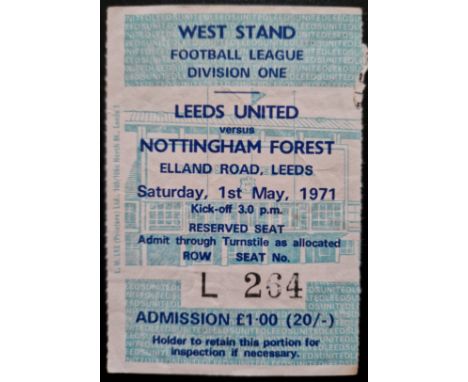 WEST STAND
FOOTBALL LEAGUE
DIVISION ONE
LEEDS UNITED
versus
NOTTINGHAM FOREST
ELLAND ROAD, LEEDS
Saturday, 1st May, 1971
Kick-off 3.0 p.m.
RESERVED SEAT
Admit through Turnstile as allocated
ROW SEAT No.
L 264
ADMISSION £1·00 (20/-)
Holder to retain this portion for
inspection if necessary.